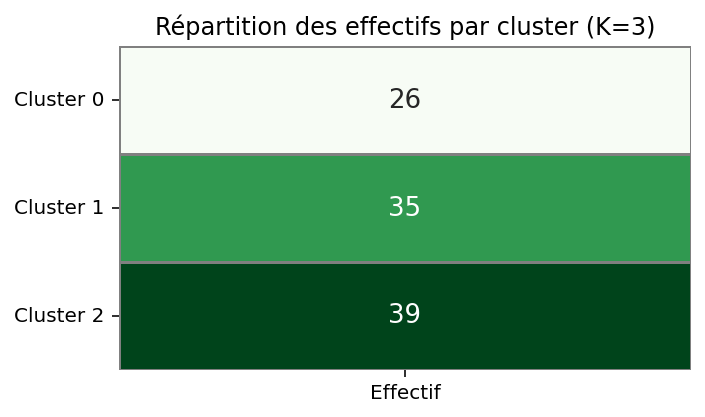 Répartition des effectifs par cluster (K=3)
Cluster 0
26
Cluster 1
35
Cluster 2
39
Effectif